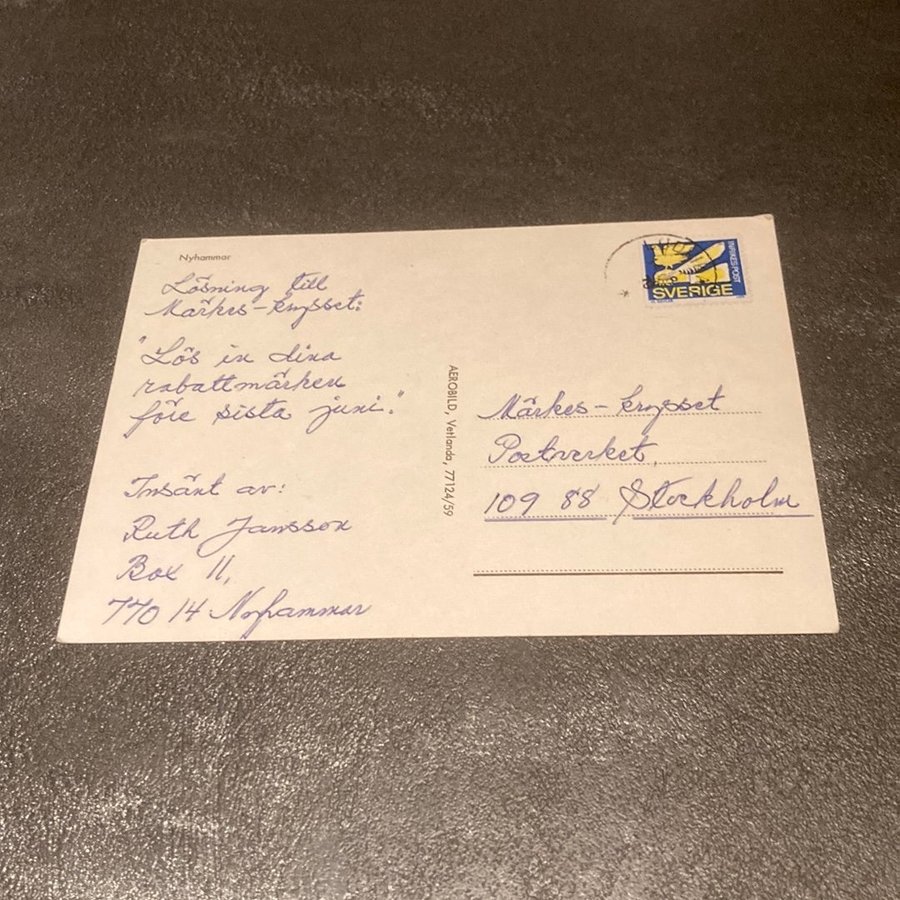 Nyhammar
Lösning till
Märkes-krysset:
"Lös in dina
rabattmärken
före sista juni."
Insänt av:
Ruth Jansson
Box 11,
770 14 Nyhammar
AEROBILD, Vetlanda, 77124/59
INRIKESPOST
SVERIGE
Märkes-krysset
Postverket,
109 88 Stockholm